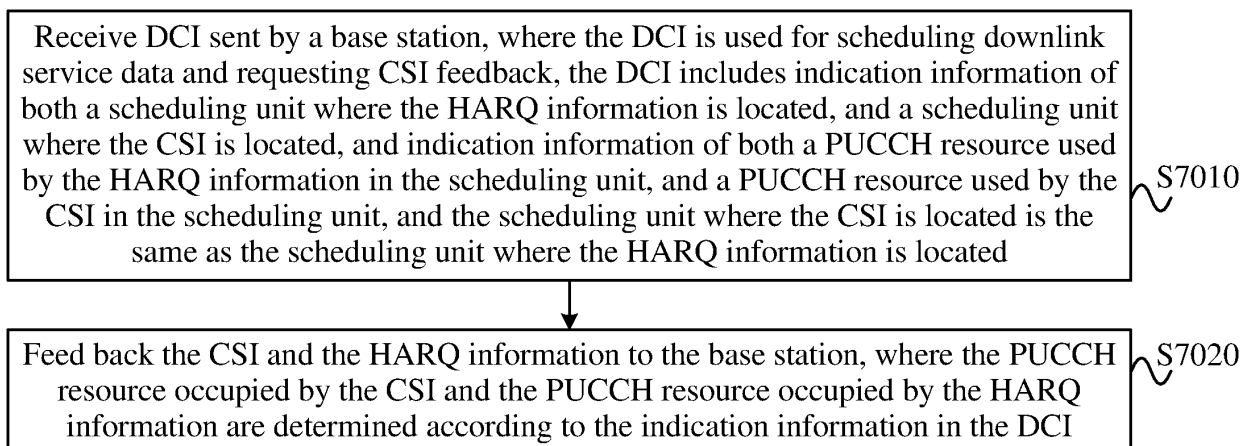 Receive DCI sent by a base station, where the DCI is used for scheduling downlink
service data and requesting CSI feedback, the DCI includes indication information of
both a scheduling unit where the HARQ information is located, and a scheduling unit
where the CSI is located, and indication information of both a PUCCH resource used
by the HARQ information in the scheduling unit, and a PUCCH resource used by the
CSI in the scheduling unit, and the scheduling unit where the CSI is located is the
same as the scheduling unit where the HARQ information is located
S7010
Feed back the CSI and the HARQ information to the base station, where the PUCCH
resource occupied by the CSI and the PUCCH resource occupied by the HARQ
information are determined according to the indication information in the DCI
S7020